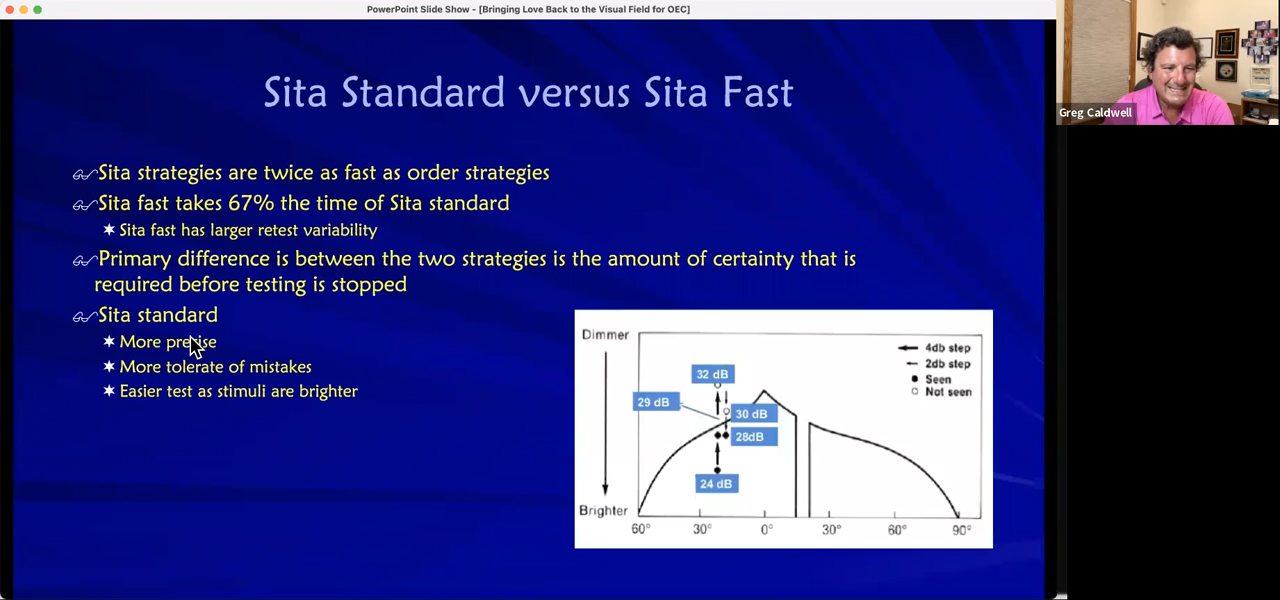 PowerPoint Slide Show - [Bringing Love Back to the Visual Field for OEC]
Sita Standard versus Sita Fast
Sita strategies are twice as fast as order strategies
Sita fast takes 67% the time of Sita standard
Sita fast has larger retest variability
Primary difference is between the two strategies is the amount of certainty that is
required before testing is stopped
Sita standard
More precise
More tolerate of mistakes
Easier test as stimuli are brighter
Dimmer
Brighter
32 dB
29 dB
30 dB
28dB
24 dB
4db step
2db step
Seen
Not seen
60° 30° 0° 30° 60° 90°
Greg Caldwell